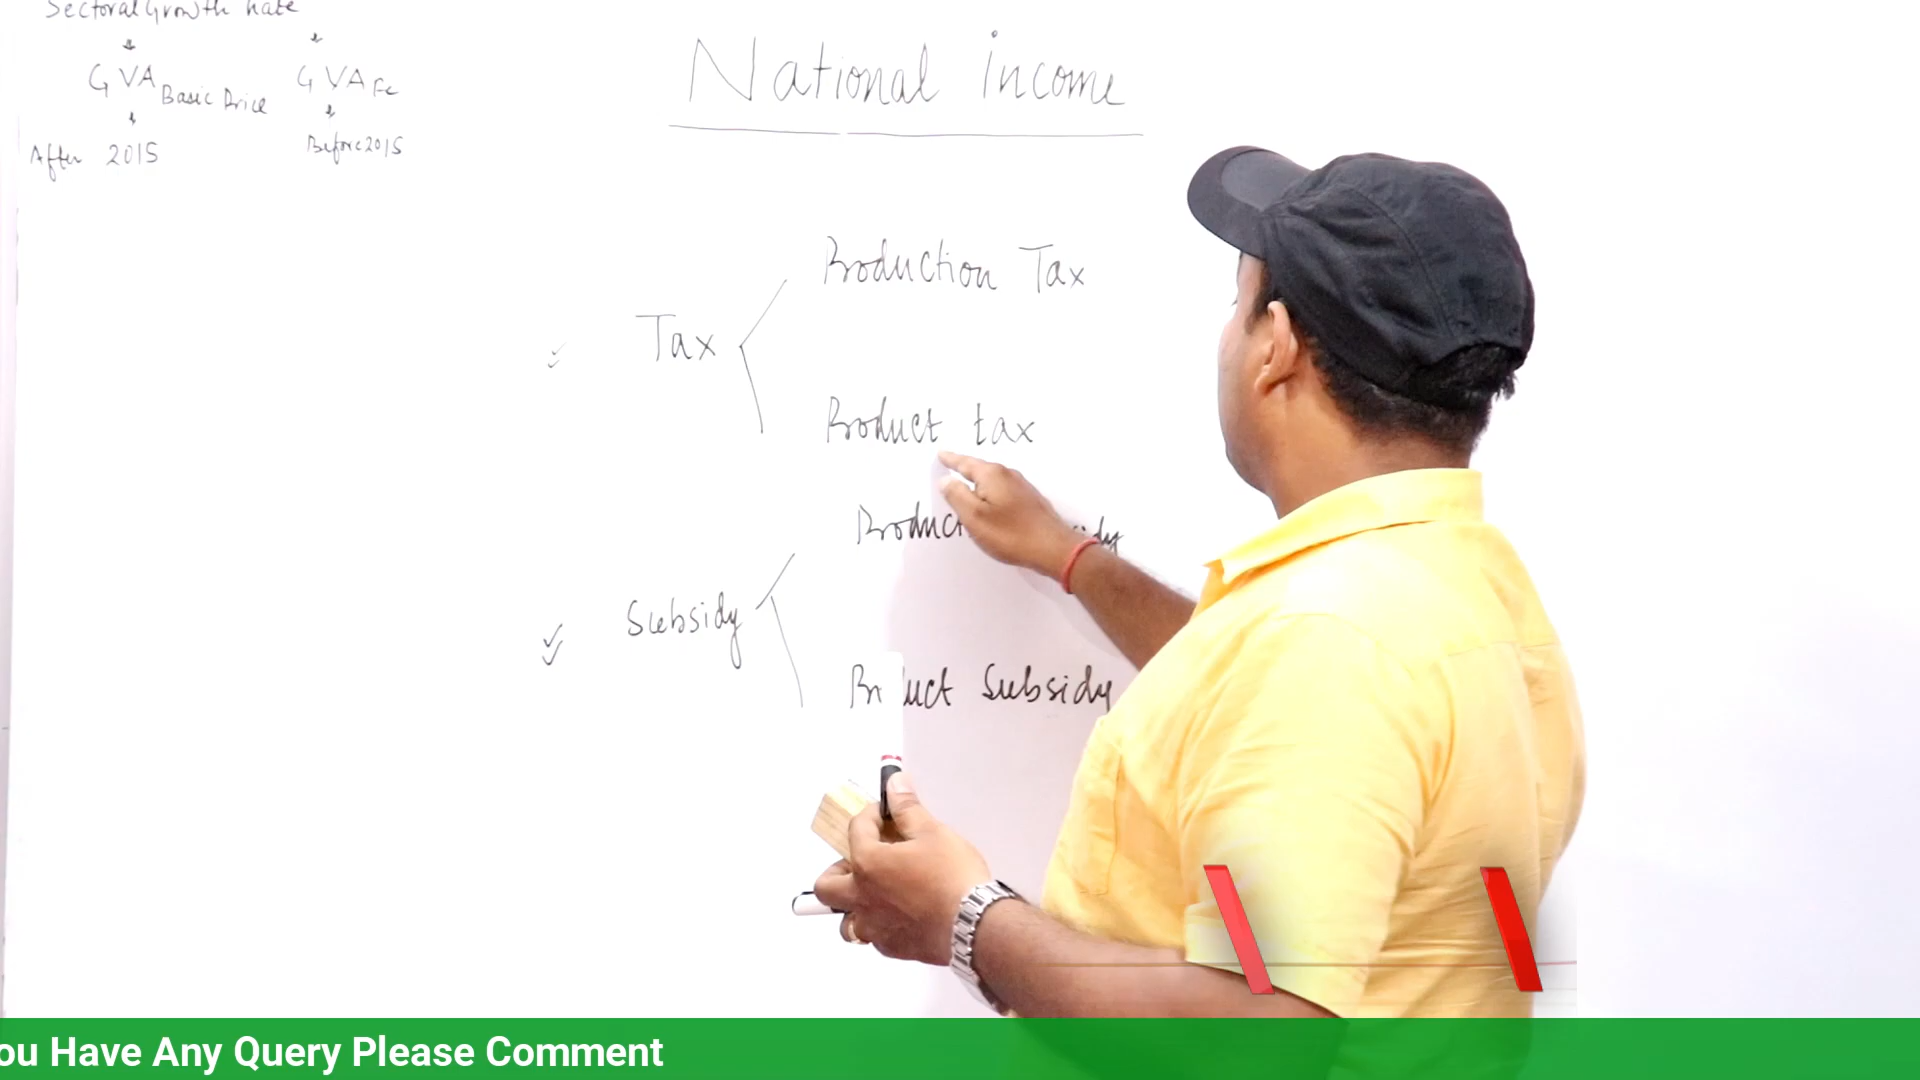 Sectoral Growth Rate
GVA Basic Price
After 2015
GVA Fc
Before 2015
National income
Tax
Production Tax
Product tax
Subsidy
Product Subsidy
ou Have Any Query Please Comment